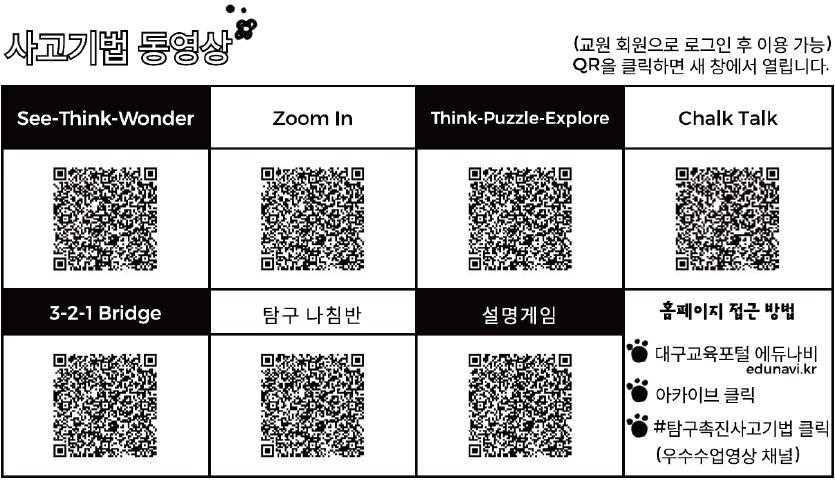 사고기법 동영상
(교원 회원으로 로그인 후 이용 가능)
QR을 클릭하면 새 창에서 열립니다.
See-Think-Wonder
Zoom In
Think-Puzzle-Explore
Chalk Talk
3-2-1 Bridge
탐구 나침반
설명게임
홈페이지 접근 방법
대구교육포털 에듀나비
edunavi.kr
아카이브 클릭
#탐구촉진사고기법 클릭
(우수수업영상 채널)